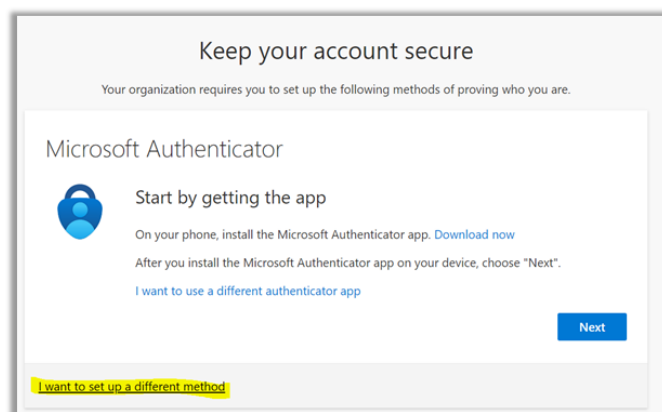 Keep your account secure
Your organization requires you to set up the following methods of proving who you are.
Microsoft Authenticator
Start by getting the app
On your phone, install the Microsoft Authenticator app. Download now
After you install the Microsoft Authenticator app on your device, choose "Next".
I want to use a different authenticator app
Next
I want to set up a different method